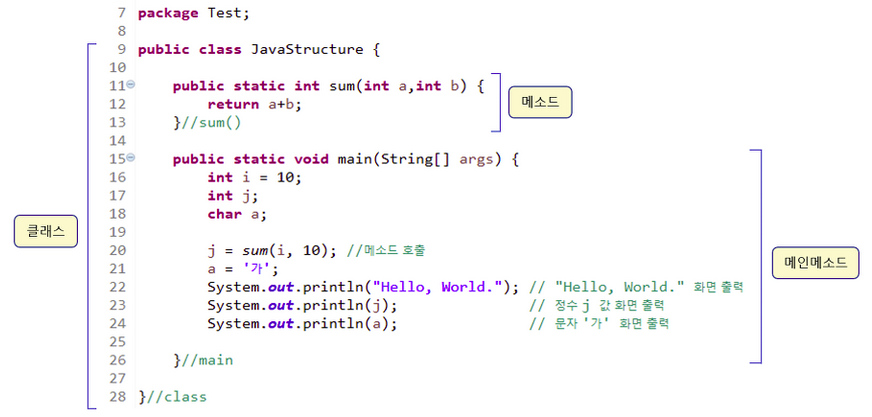 7 package Test;
8
9 public class JavaStructure {
10
11 public static int sum(int a,int b) {
12 return a+b;
13 }//sum()
메소드
14
15 public static void main(String[] args) {
16 int i = 10;
17 int j;
18 char a;
19
20 j = sum(i, 10); //메소드 호출
21 a = '가';
22 System.out.println("Hello, World."); // "Hello, World." 화면 출력
23 System.out.println(j); // 정수 j 값 화면 출력
24 System.out.println(a); // 문자 '가' 화면 출력
25
26 }//main
27
28 }//class
클래스
메인메소드